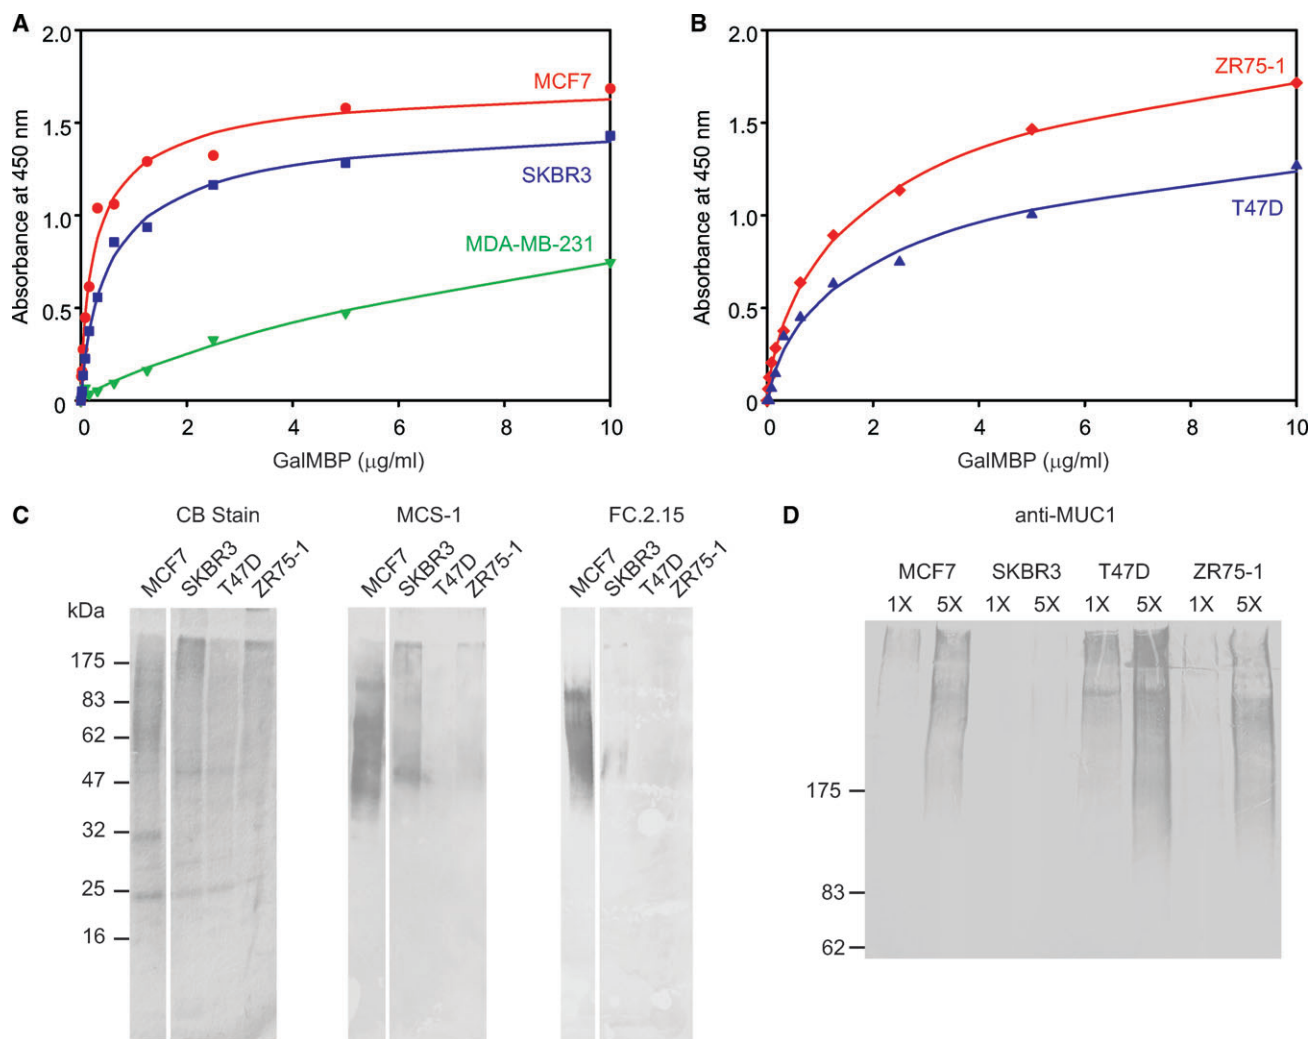 A
B
2.0
1.5
1.0
0.5
0
Absorbance at 450 nm
MCF7
SKBR3
MDA-MB-231
0
2
4
6
8
10
GalMBP (μg/ml)
2.0
1.5
1.0
0.5
0
Absorbance at 450 nm
ZR75-1
T47D
0
2
4
6
8
10
GalMBP (μg/ml)
C
CB Stain
MCS-1
FC.2.15
MCF7
SKBR3
T47D
ZR75-1
MCF7
SKBR3
T47D
ZR75-1
MCF7
SKBR3
T47D
ZR75-1
kDa
175
83
62
47
32
25
16
D
anti-MUC1
MCF7 SKBR3 T47D ZR75-1
1X 5X 1X 5X 1X 5X 1X 5X
175
83
62